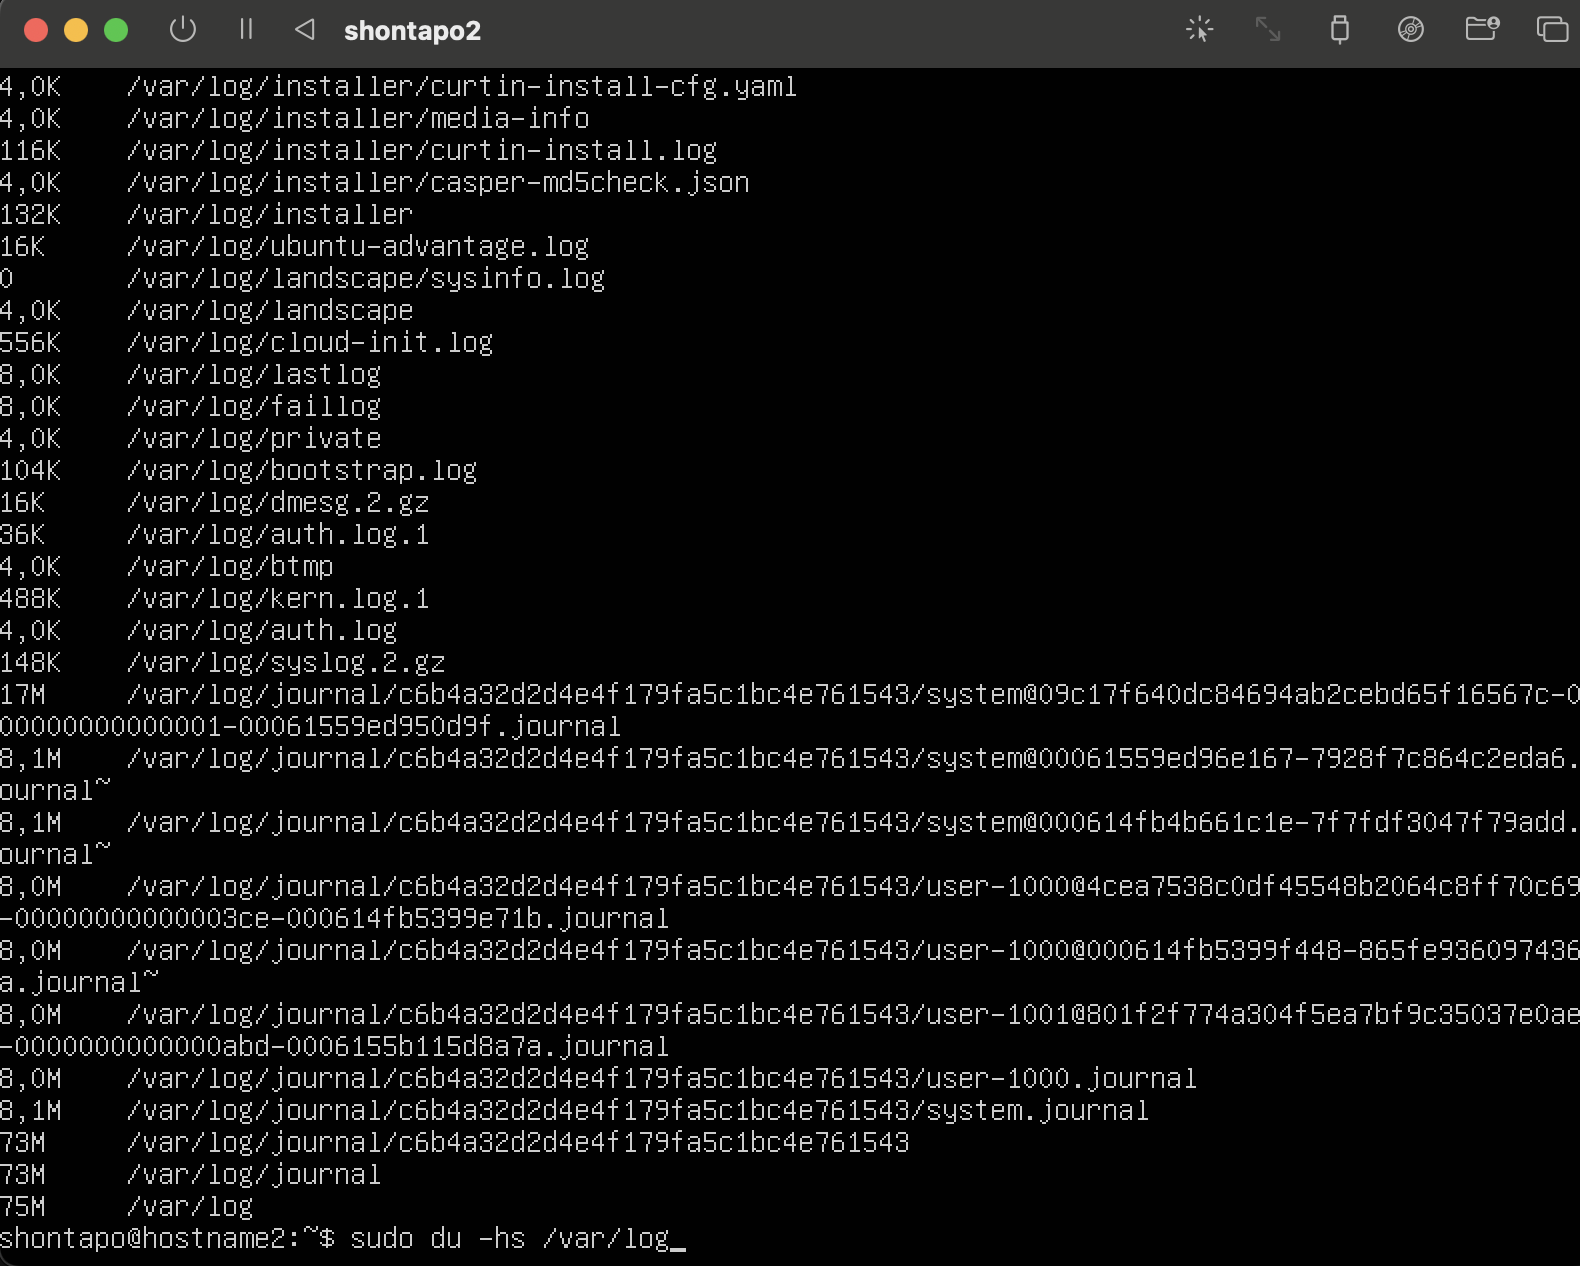 shontapo2
4,0K /var/log/installer/curtin-install-cfg.yaml
4,0K /var/log/installer/media-info
116K /var/log/installer/curtin-install.log
4,0K /var/log/installer/casper-md5check.json
132K /var/log/installer
16K /var/log/ubuntu-advantage.log
0 /var/log/landscape/sysinfo.log
4,0K /var/log/landscape
556K /var/log/cloud-init.log
8,0K /var/log/lastlog
8,0K /var/log/faillog
4,0K /var/log/private
104K /var/log/bootstrap.log
16K /var/log/dmesg.2.gz
36K /var/log/auth.log.1
4,0K /var/log/btmp
488K /var/log/kern.log.1
4,0K /var/log/auth.log
148K /var/log/syslog.2.gz
17M /var/log/journal/c6b4a32d2d4e4f179fa5c1bc4e761543/system@09c17f640dc84694ab2cebd65f16567c-0
000000000000001-00061559ed950d9f.journal
8,1M /var/log/journal/c6b4a32d2d4e4f179fa5c1bc4e761543/system@00061559ed96e167-7928f7c864c2eda6.
ournal~
8,1M /var/log/journal/c6b4a32d2d4e4f179fa5c1bc4e761543/system@000614fb4b661c1e-7f7fdf3047f79add.
ournal~
8,0M /var/log/journal/c6b4a32d2d4e4f179fa5c1bc4e761543/user-1000@4cea7538c0df45548b2064c8ff70c69
-00000000000003ce-000614fb5399e71b.journal
8,0M /var/log/journal/c6b4a32d2d4e4f179fa5c1bc4e761543/user-1000@000614fb5399f448-865fe936097436
a.journal~
8,0M /var/log/journal/c6b4a32d2d4e4f179fa5c1bc4e761543/user-1001@801f2f774a304f5ea7bf9c35037e0ae
-0000000000000abd-0006155b115d8a7a.journal
8,0M /var/log/journal/c6b4a32d2d4e4f179fa5c1bc4e761543/user-1000.journal
8,1M /var/log/journal/c6b4a32d2d4e4f179fa5c1bc4e761543/system.journal
73M /var/log/journal/c6b4a32d2d4e4f179fa5c1bc4e761543
73M /var/log/journal
75M /var/log
shontapo@hostname2:~$ sudo du -hs /var/log_